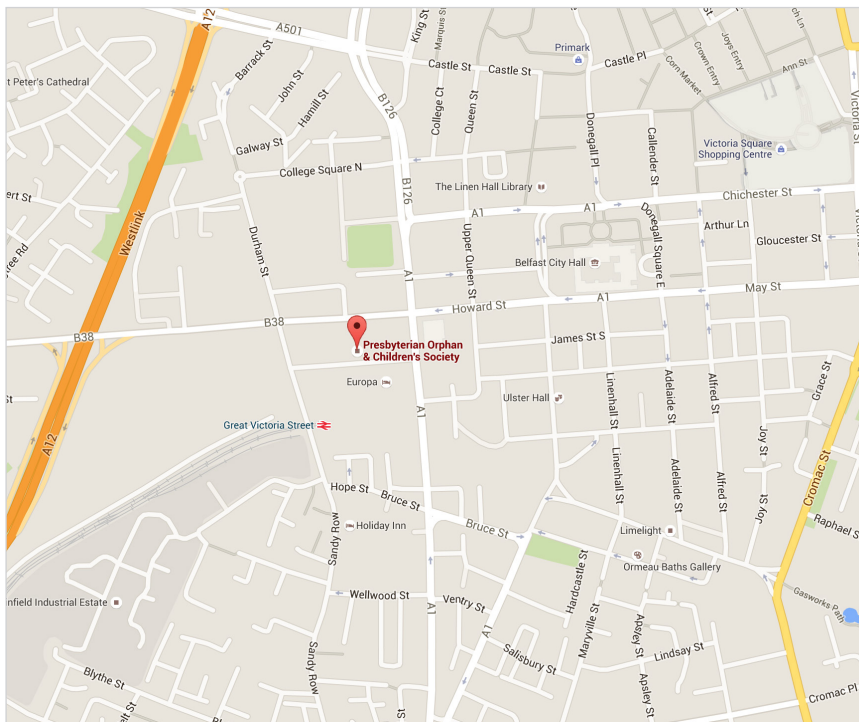 A12
A501
King St
Marquis St
Barrack St
John St
Hamill St
Castle St
Castle St
Primark
Castle Pl
Corn Market
Crown Entry
Joys Entry
Ann St
Victoria St
t Peter's Cathedral
B126
College Ct
Queen St
Donegall Pl
Callender St
Victoria Square
Shopping Centre
Galway St
College Square N
B126
The Linen Hall Library
Chichester St
ert St
Westlink
Durham St
A1
A1
Upper Queen St
Donegall Square E
Arthur Ln
Gloucester St
Belfast City Hall
A1
Howard St
A1
May St
B38
B38
Presbyterian Orphan
& Children's Society
James St S
Europa
Ulster Hall
A1
Linenhall St
Adelaide St
Alfred St
Grace St
Joy St
Great Victoria Street
A12
Cromac St
Linenhall St
Adelaide St
Alfred St
Joy St
Hope St
Bruce St
Bruce St
Sandy Row
Holiday Inn
Limelight
Raphael S
Ormeau Baths Gallery
Hardcastle St
Gasworks Path
nfield Industrial Estate
Wellwood St
Ventry St
A1
A1
Maryville St
Apsley St
Salisbury St
Lindsay St
Sandy Row
Blythe St
Apsley St
Cromac Pl